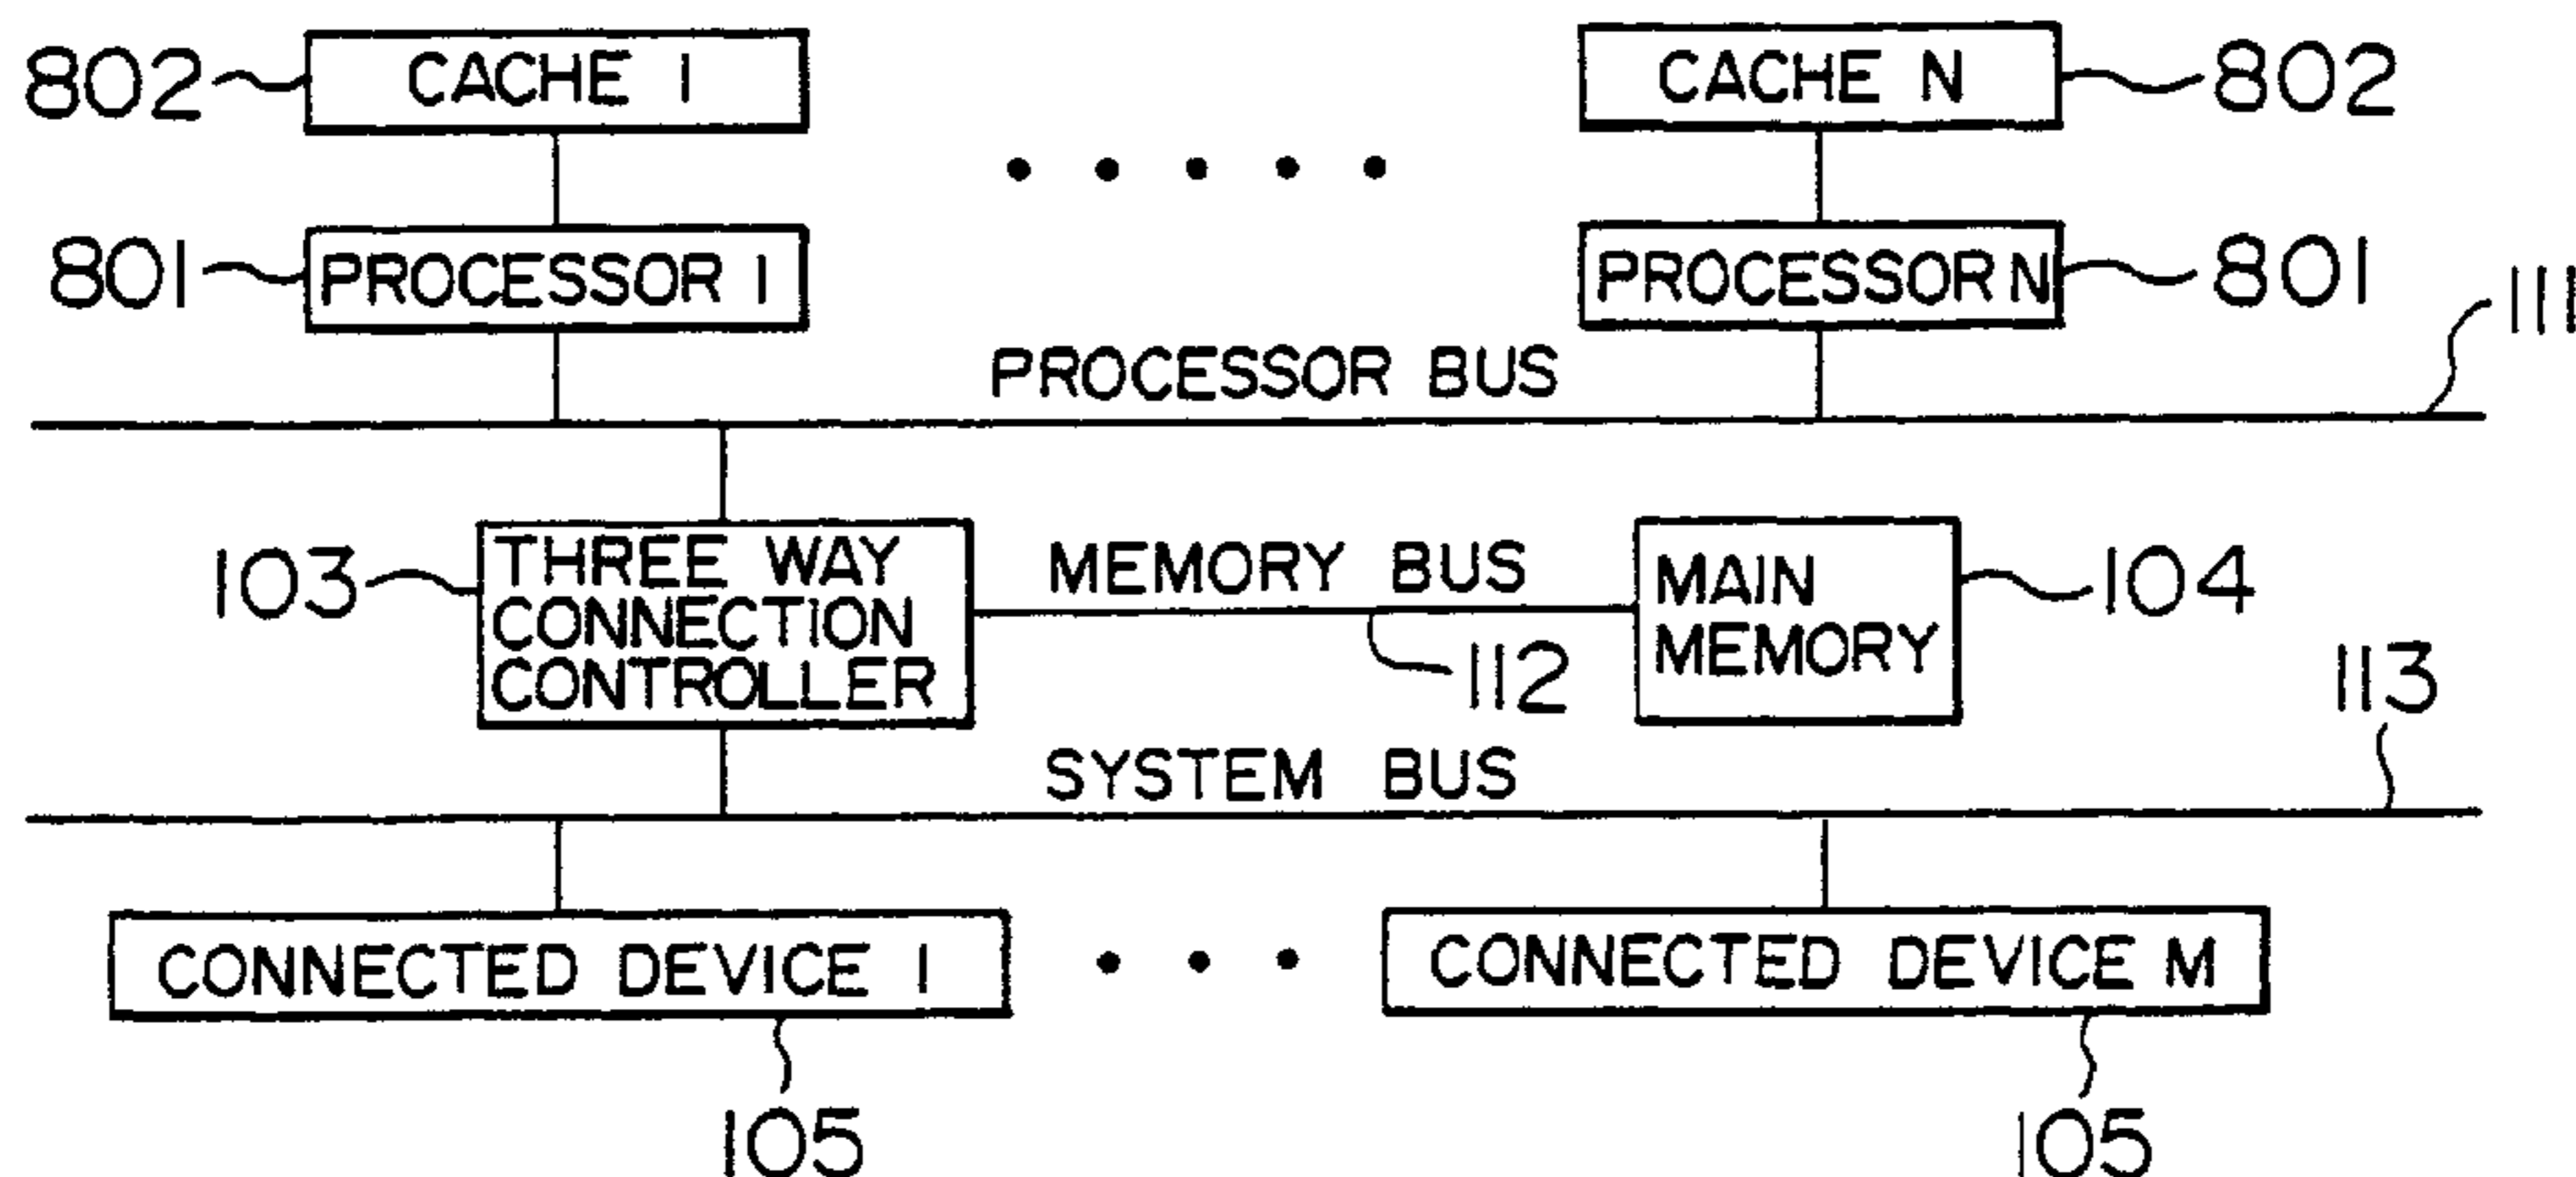 802 CACHE 1 CACHE N 802
801 PROCESSOR 1 PROCESSOR N 801
111
PROCESSOR BUS
103 THREE WAY CONNECTION CONTROLLER
MEMORY BUS
112
MAIN MEMORY 104
113
SYSTEM BUS
CONNECTED DEVICE 1 CONNECTED DEVICE M
105 105